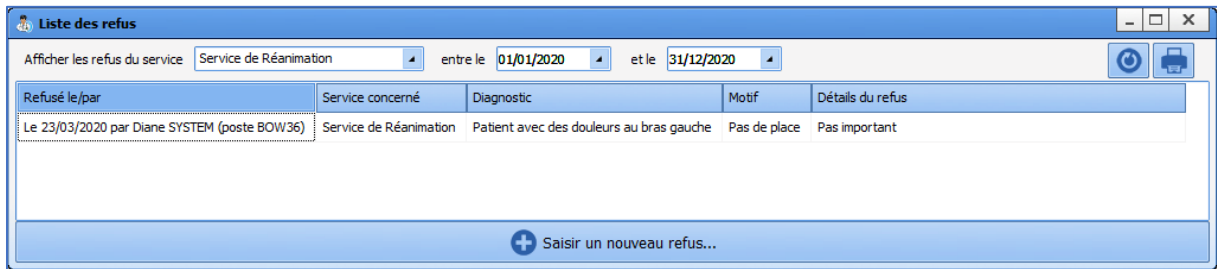 Liste des refus
Afficher les refus du service Service de Réanimation entre le 01/01/2020 et le 31/12/2020
Refusé le/par Service concerné Diagnostic Motif Détails du refus
Le 23/03/2020 par Diane SYSTEM (poste BOW36) Service de Réanimation Patient avec des douleurs au bras gauche Pas de place Pas important
Saisir un nouveau refus...